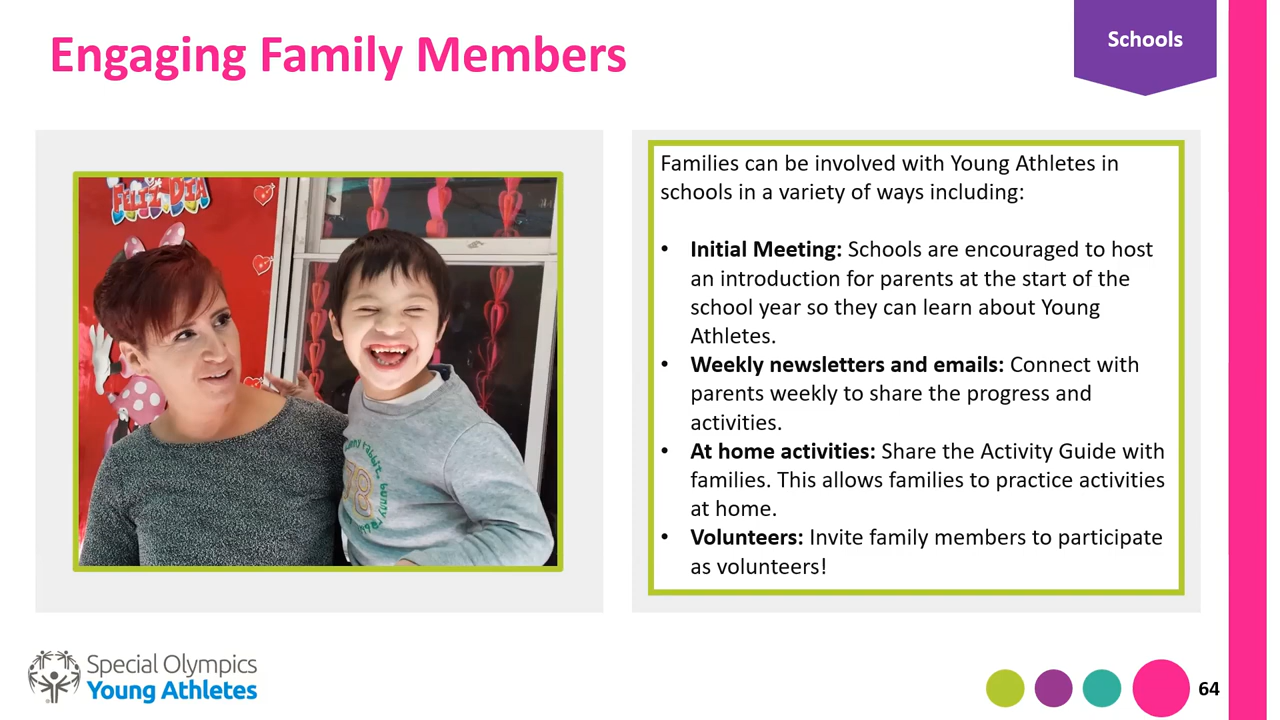 Engaging Family Members
Schools
FELIZ DIA
Families can be involved with Young Athletes in
schools in a variety of ways including:
• Initial Meeting: Schools are encouraged to host
an introduction for parents at the start of the
school year so they can learn about Young
Athletes.
• Weekly newsletters and emails: Connect with
parents weekly to share the progress and
activities.
• At home activities: Share the Activity Guide with
families. This allows families to practice activities
at home.
• Volunteers: Invite family members to participate
as volunteers!
Special Olympics
Young Athletes
64